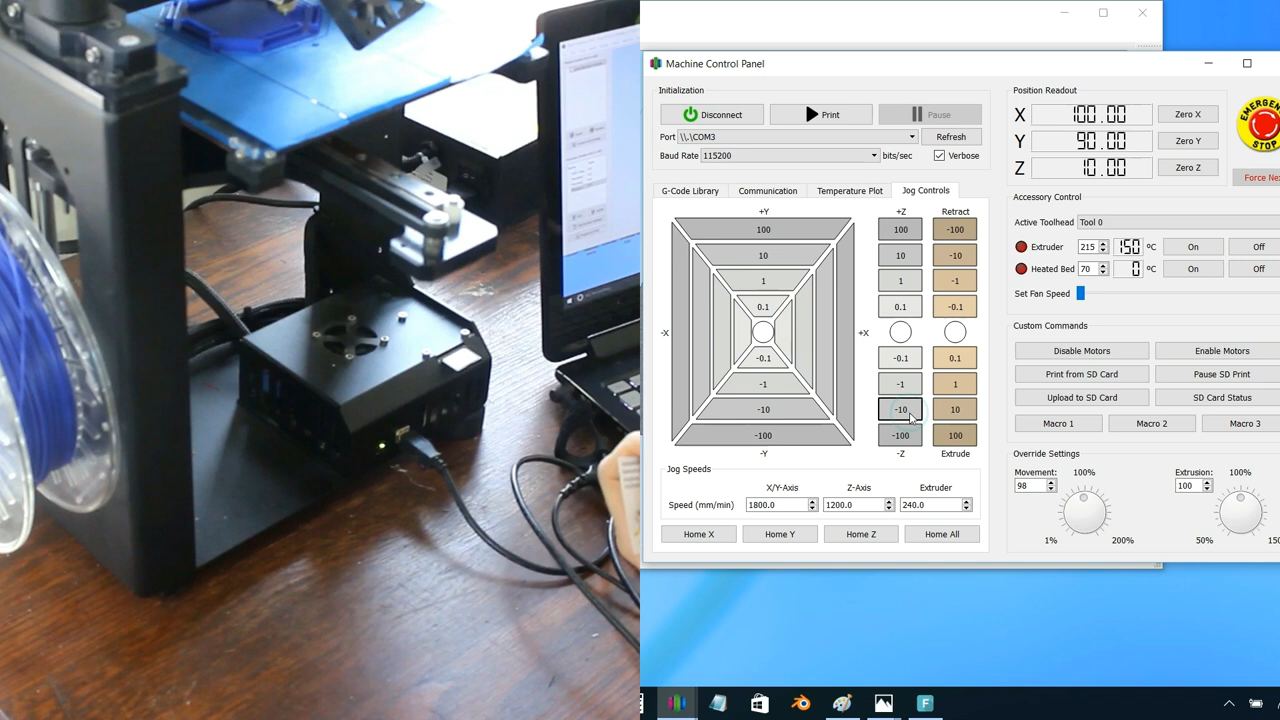 Machine Control Panel
Initialization
Disconnect
Print
Pause
Port \\.\COM3
Refresh
Baud Rate 115200 bits/sec
Verbose
G-Code Library
Communication
Temperature Plot
Jog Controls
+Y
100
10
1
0.1
-X
+X
-0.1
-1
-10
-100
-Y
+Z
100
10
1
0.1
-0.1
-1
-10
-100
-Z
Retract
-100
-10
-1
-0.1
0.1
1
10
100
Extrude
Jog Speeds
X/Y-Axis
Z-Axis
Extruder
Speed (mm/min)
1800.0
1200.0
240.0
Home X
Home Y
Home Z
Home All
Position Readout
X 100.00 Zero X
Y 90.00 Zero Y
Z 10.00 Zero Z
EMERGENCY
STOP
Force
Accessory Control
Active Toolhead Tool 0
Extruder 215 150 ºC On Off
Heated Bed 70 0 ºC On Off
Set Fan Speed
Custom Commands
Disable Motors
Enable Motors
Print from SD Card
Pause SD Print
Upload to SD Card
SD Card Status
Macro 1
Macro 2
Macro 3
Override Settings
Movement:
98
100%
1%
200%
Extrusion:
100
100%
50%